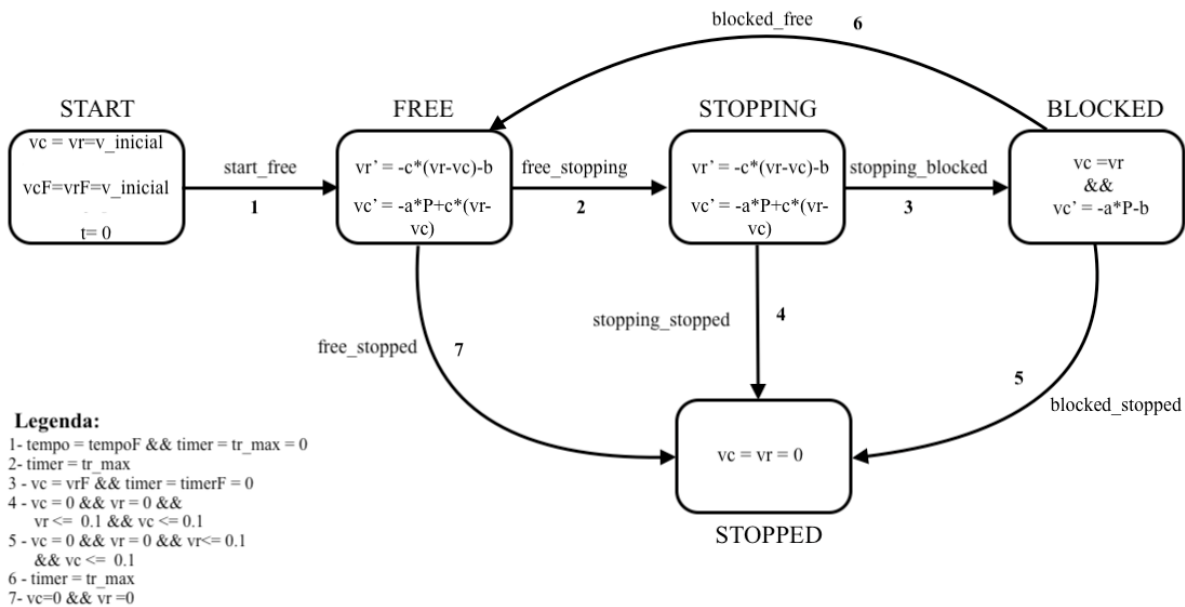 blocked_free
6
START
FREE
STOPPING
BLOCKED
vc = vr=v_inicial
vcF=vrF=v_inicial
t= 0
start_free
1
vr’ = -c*(vr-vc)-b
vc’ = -a*P+c*(vr-
vc)
free_stopping
2
vr’ = -c*(vr-vc)-b
vc’ = -a*P+c*(vr-
vc)
stopping_blocked
3
vc =vr
&&
vc’ = -a*P-b
free_stopped
7
stopping_stopped
4
5
blocked_stopped
vc = vr = 0
STOPPED
Legenda:
1- tempo = tempoF && timer = tr_max = 0
2- timer = tr_max
3 - vc = vrF && timer = timerF = 0
4 - vc = 0 && vr = 0 &&
vr <= 0.1 && vc <= 0.1
5 - vc = 0 && vr = 0 && vr<= 0.1
&& vc <= 0.1
6 - timer = tr_max
7- vc=0 && vr =0